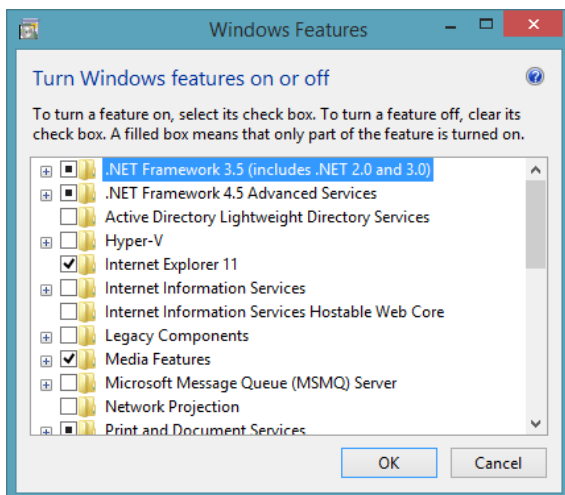 Windows Features
Turn Windows features on or off
To turn a feature on, select its check box. To turn a feature off, clear its
check box. A filled box means that only part of the feature is turned on.
.NET Framework 3.5 (includes .NET 2.0 and 3.0)
.NET Framework 4.5 Advanced Services
Active Directory Lightweight Directory Services
Hyper-V
Internet Explorer 11
Internet Information Services
Internet Information Services Hostable Web Core
Legacy Components
Media Features
Microsoft Message Queue (MSMQ) Server
Network Projection
Print and Document Services
OK Cancel